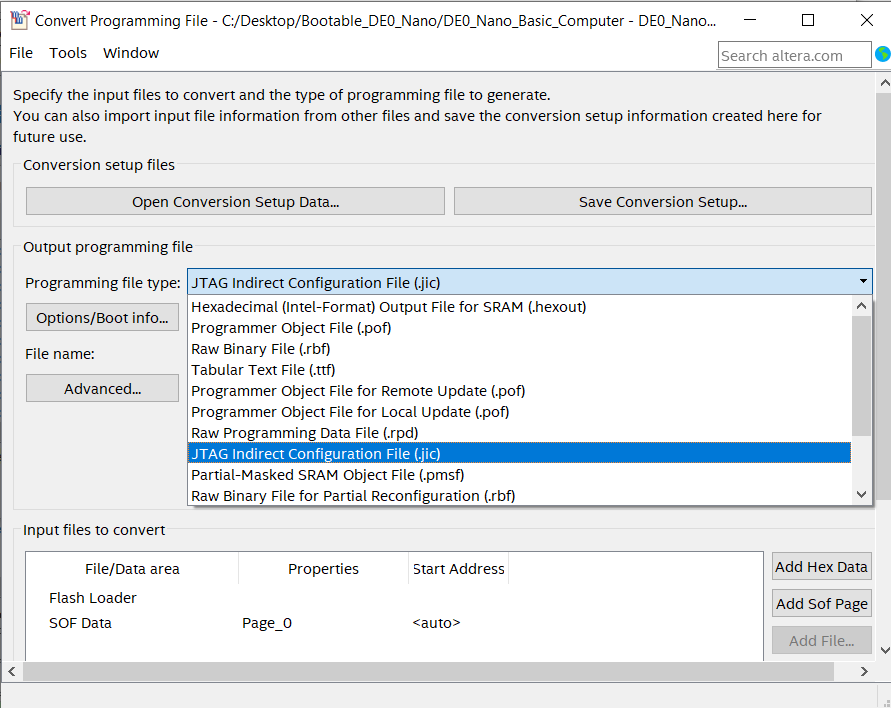 Convert Programming File - C:/Desktop/Bootable_DE0_Nano/DE0_Nano_Basic_Computer - DE0_Nano...
File Tools Window
Search altera.com
Specify the input files to convert and the type of programming file to generate.
You can also import input file information from other files and save the conversion setup information created here for
future use.
Conversion setup files
Open Conversion Setup Data...
Save Conversion Setup...
Output programming file
Programming file type:
JTAG Indirect Configuration File (.jic)
Hexadecimal (Intel-Format) Output File for SRAM (.hexout)
Options/Boot info...
Programmer Object File (.pof)
Raw Binary File (.rbf)
File name:
Tabular Text File (.ttf)
Advanced...
Programmer Object File for Remote Update (.pof)
Programmer Object File for Local Update (.pof)
Raw Programming Data File (.rpd)
JTAG Indirect Configuration File (.jic)
Partial-Masked SRAM Object File (.pmsf)
Raw Binary File for Partial Reconfiguration (.rbf)
Input files to convert
File/Data area Properties Start Address
Add Hex Data
Flash Loader
Add Sof Page
SOF Data Page_0 <auto>
Add File...